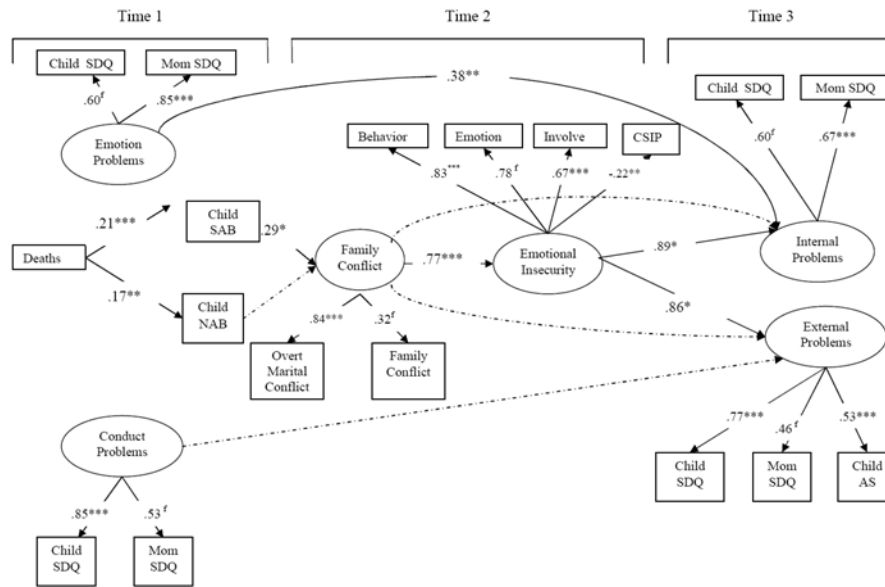 Time 1
Time 2
Time 3
Child SDQ
Mom SDQ
.60f
.85***
Emotion
Problems
.38**
Behavior
Emotion
Involve
CSIP
.83***
.78f
.67***
-.22**
Child SDQ
Mom SDQ
.60f
.67***
Internal
Problems
.21***
Deaths
.17**
Child
SAB
.29*
Child
NAB
Family
Conflict
.77***
Emotional
Insecurity
.89*
.86*
.84***
.32f
Overt
Marital
Conflict
Family
Conflict
External
Problems
.77***
.46f
.53***
Child
SDQ
Mom
SDQ
Child
AS
Conduct
Problems
.85***
.53f
Child
SDQ
Mom
SDQ